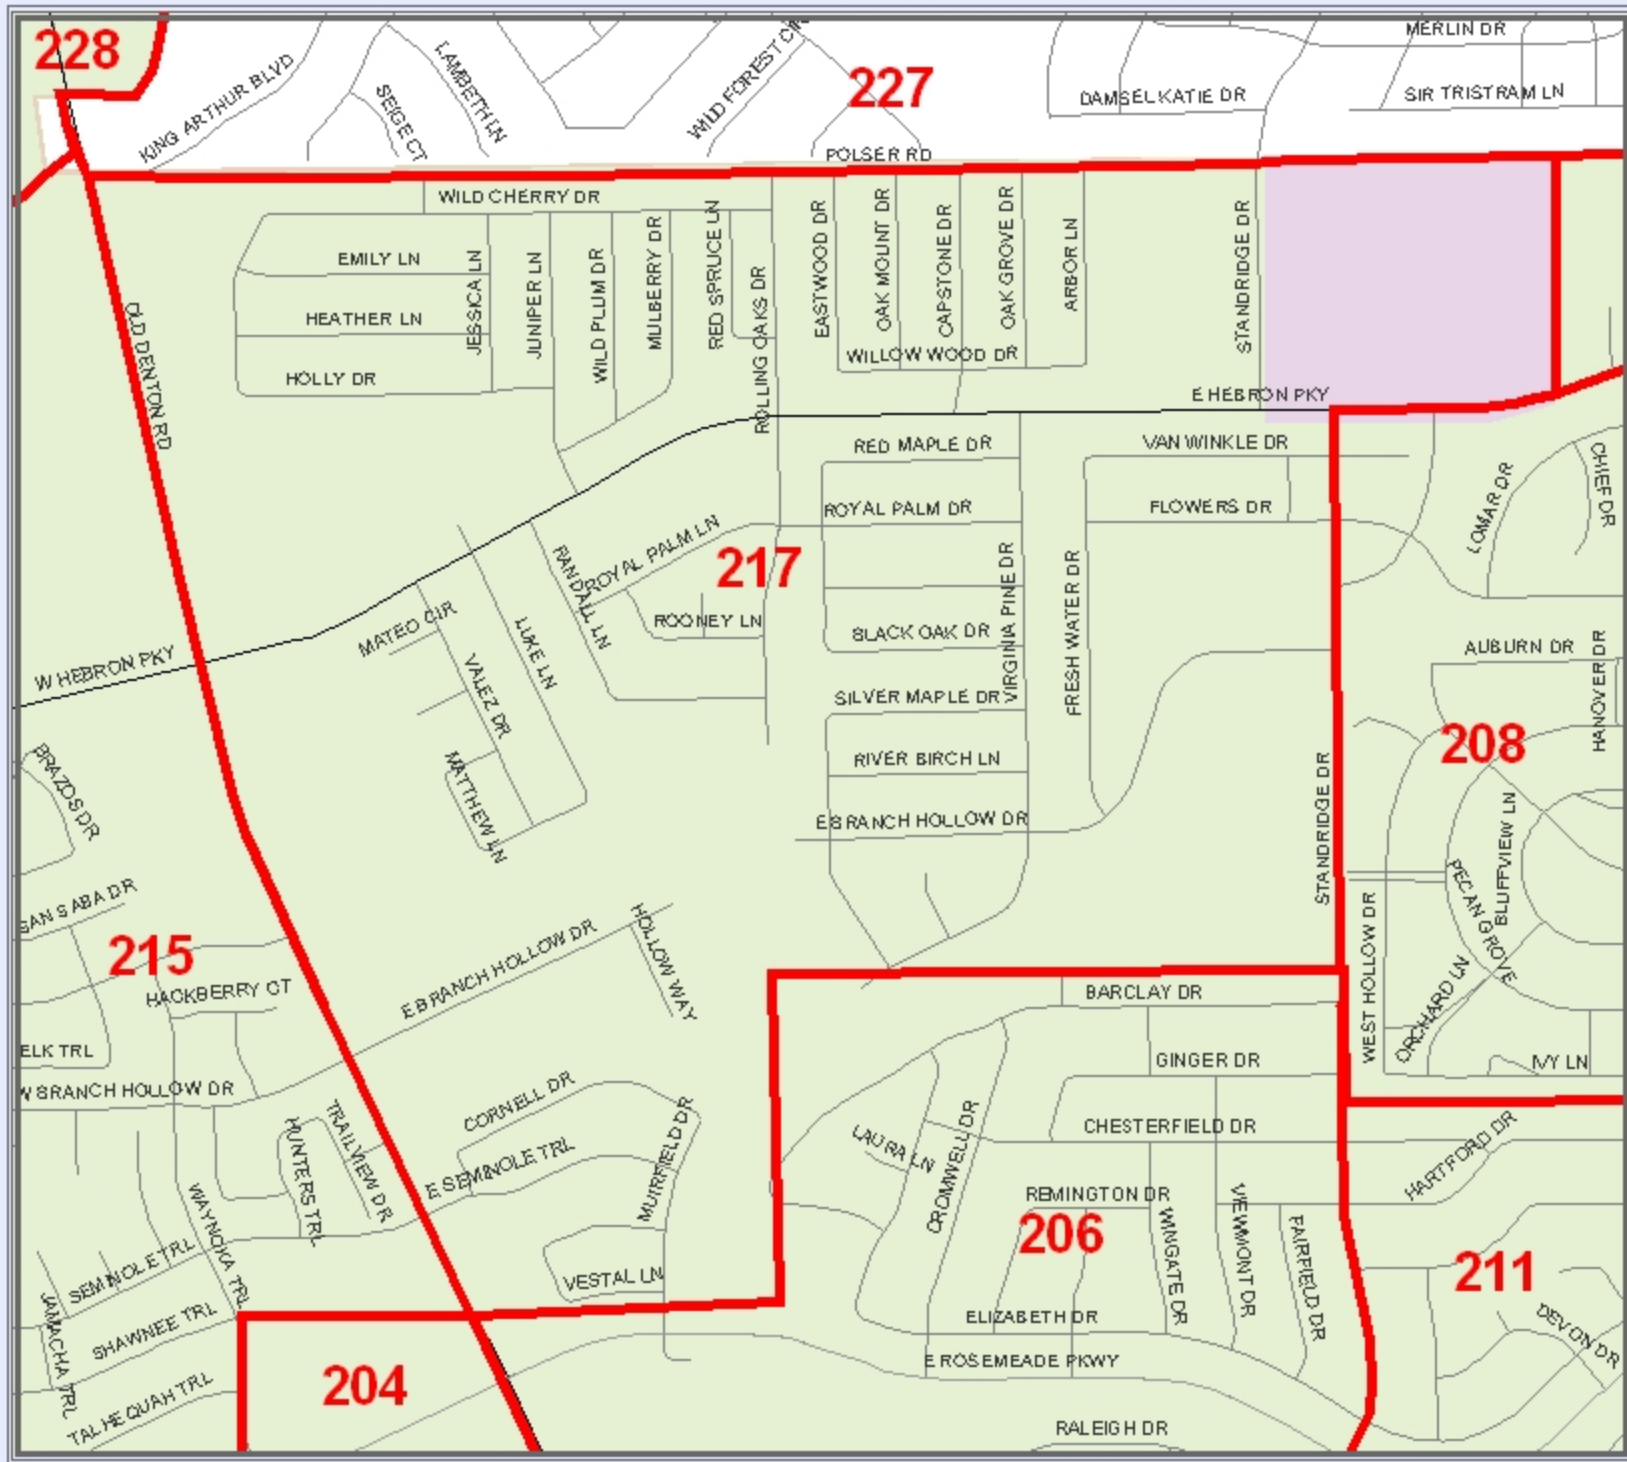 228
MERLIN DR
KING ARTHUR BLVD
SEIGE CT
LAMBETH LN
WILD FOREST
227
DAMSEL KATIE DR
SIR TRISTRAM LN
POLSER RD
WILD CHERRY DR
EMILY LN
HEATHER LN
HOLLY DR
JESSICA LN
JUNIPER LN
WILD PLUM DR
MULBERRY DR
RED SPRUCE LN
ROLLING OAKS DR
EASTWOOD DR
OAK MOUNT DR
CAPSTONE DR
OAK GROVE DR
ARBOR LN
STANDRIDGE DR
WILLOW WOOD DR
OLD DENTON RD
E HEBRON PKY
RED MAPLE DR
VAN WINKLE DR
ROYAL PALM DR
FLOWERS DR
LOMAR DR
CHIEF DR
ROYAL PALM LN
217
RANDALL LN
ROONEY LN
BLACK OAK DR
VIRGINIA PINE DR
FRESH WATER DR
MATEO CIR
LUKE LN
VALEZ DR
MATTHEW LN
W HEBRON PKY
SILVER MAPLE DR
RIVER BIRCH LN
E BRANCH HOLLOW DR
AUBURN DR
HANOVER DR
208
STANDRIDGE DR
BLUFFVIEW LN
PECAN GROVE
WEST HOLLOW DR
ORCHARD LN
IVY LN
BRAZOS DR
SAN SABA DR
215
HACKBERRY CT
ELK TRL
W BRANCH HOLLOW DR
E BRANCH HOLLOW DR
HOLLOW WAY
BARCLAY DR
GINGER DR
CHESTERFIELD DR
CORNELL DR
E SEMINOLE TRL
MUIRFIELD DR
VESTAL LN
TRAILVIEW DR
HUNTERS TRL
WAYNOKA TRL
SEMINOLE TRL
SHAWNEE TRL
JAMACHA TRL
TALHEQUAH TRL
204
LAURA LN
CROMWELL DR
REMINGTON DR
206
WINGATE DR
VIEWMONT DR
FAIRFIELD DR
HARTFORD DR
211
DEVON DR
ELIZABETH DR
E ROSEMEADE PKWY
RALEIGH DR